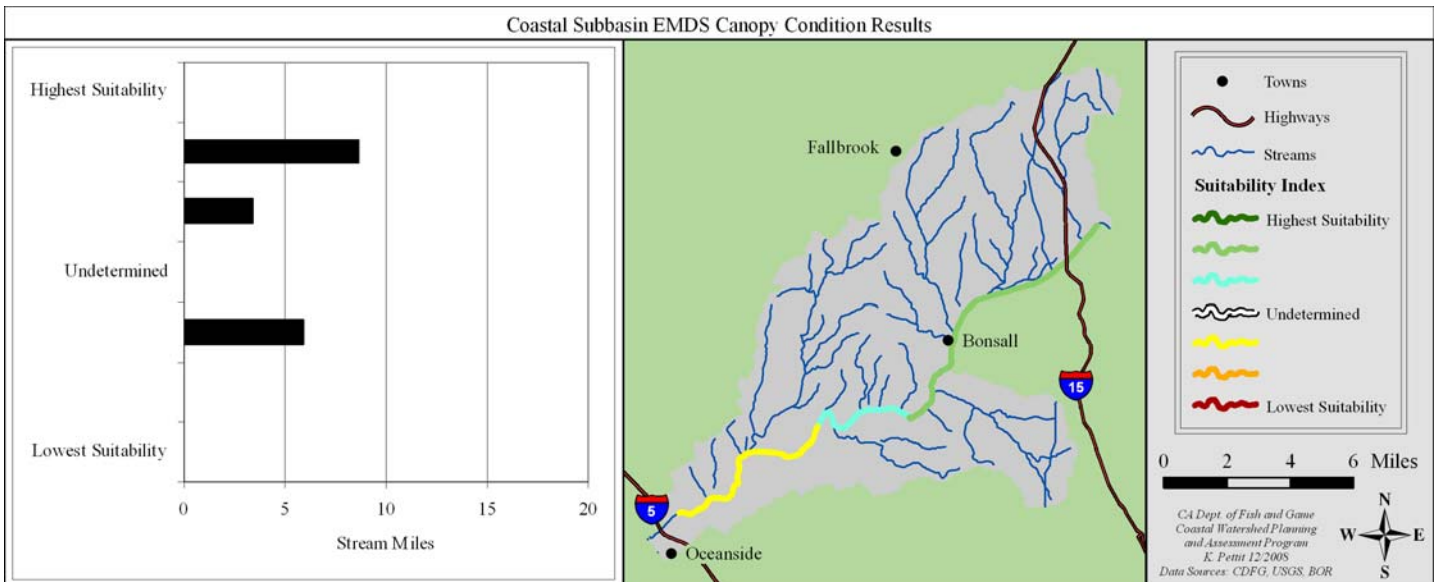 Coastal Subbasin EMDS Canopy Condition Results
Highest Suitability
Undetermined
Lowest Suitability
0 5 10 15 20
Stream Miles
Fallbrook
Bonsall
15
5
Oceanside
Towns
Highways
Streams
Suitability Index
Highest Suitability
Undetermined
Lowest Suitability
0 2 4 6 Miles
CA Dept. of Fish and Game
Coastal Watershed Planning
and Assessment Program
K. Pettit 12/2008
Data Sources: CDFG, USGS, BOR
N
W E
S